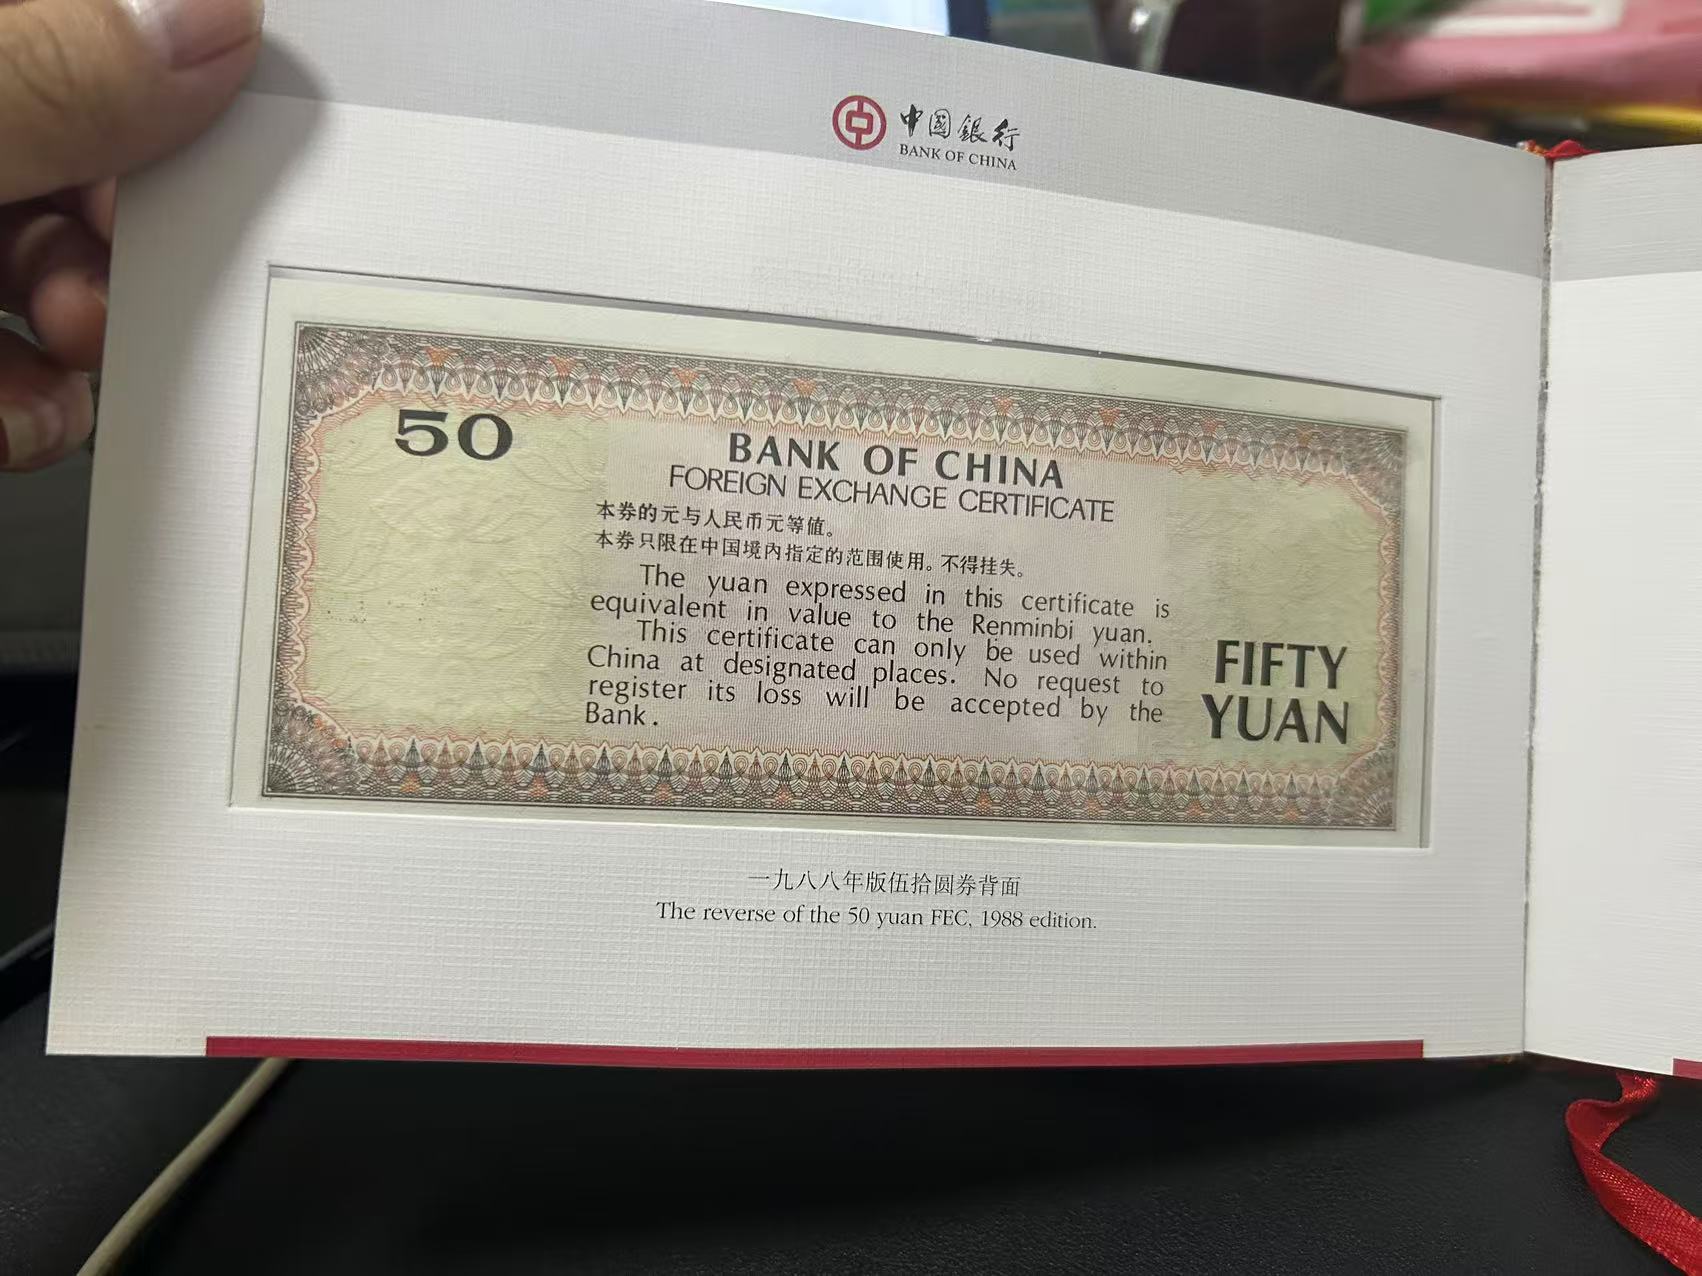 中国銀行
BANK OF CHINA
50
BANK OF CHINA
FOREIGN EXCHANGE CERTIFICATE
本券的元与人民币元等値。
本券只限在中国境内指定的范围使用。不得挂失。
The yuan expressed in this certificate is
equivalent in value to the Renminbi yuan.
This certificate can only be used within
China at designated places. No request to
register its loss will be accepted by the
Bank.
FIFTY
YUAN
一九八八年版伍拾圆券背面
The reverse of the 50 yuan FEC, 1988 edition.